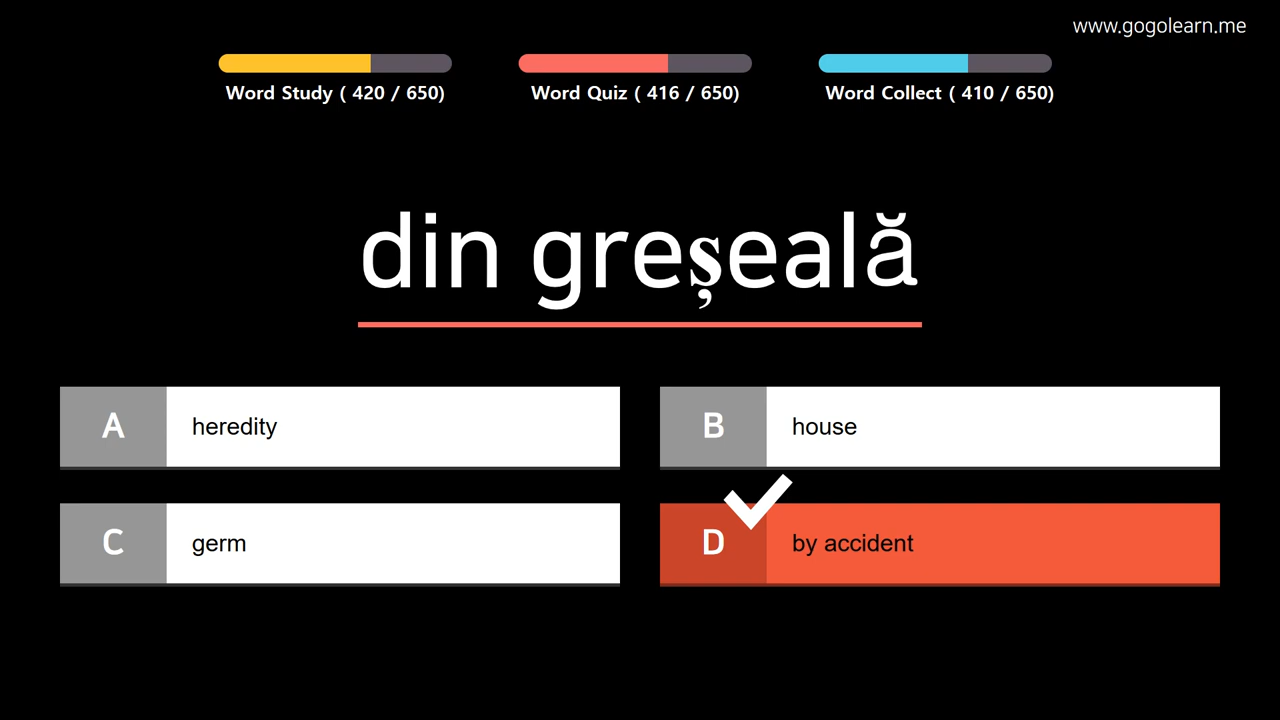 www.gogolearn.me
Word Study ( 420 / 650)
Word Quiz ( 416 / 650)
Word Collect ( 410 / 650)
din greșeală
A heredity
B house
C germ
D by accident